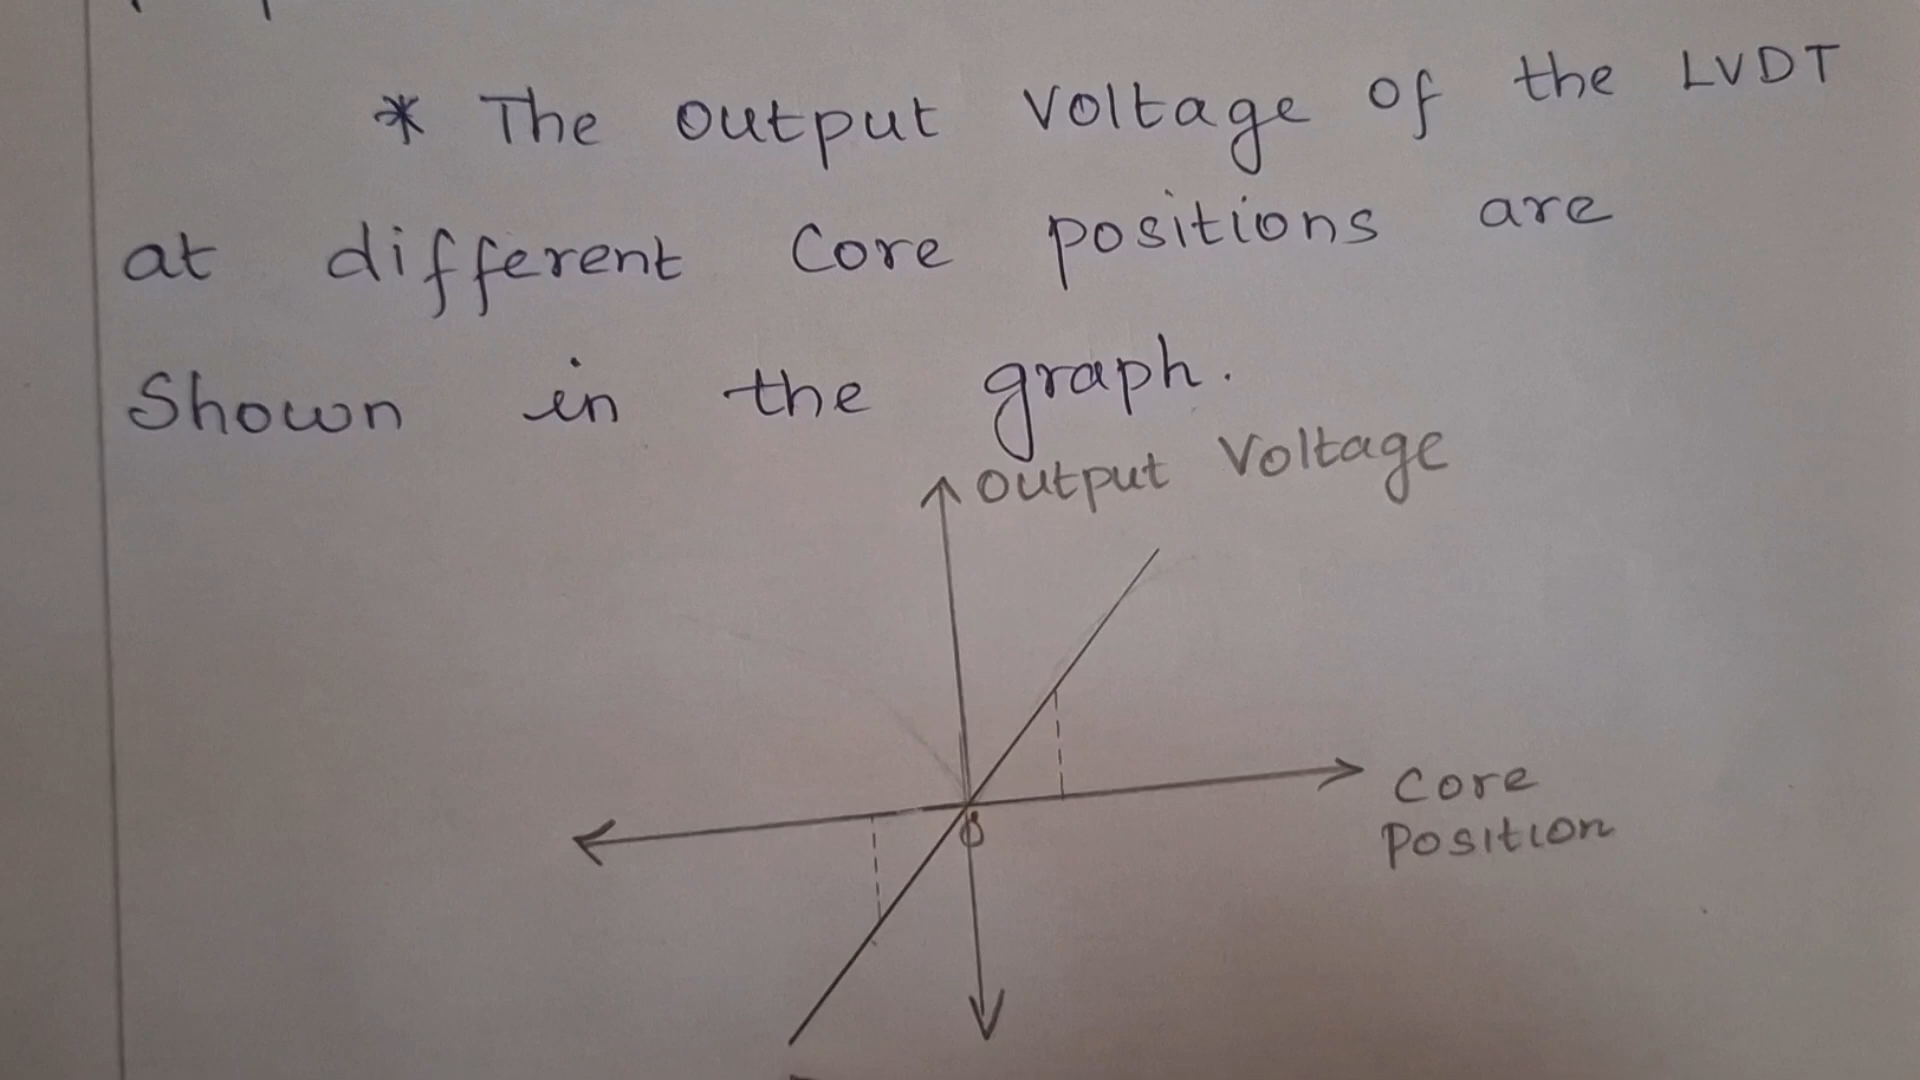 * The output voltage of the LVDT
at different core positions are
Shown in the graph.
output voltage
Core
Position